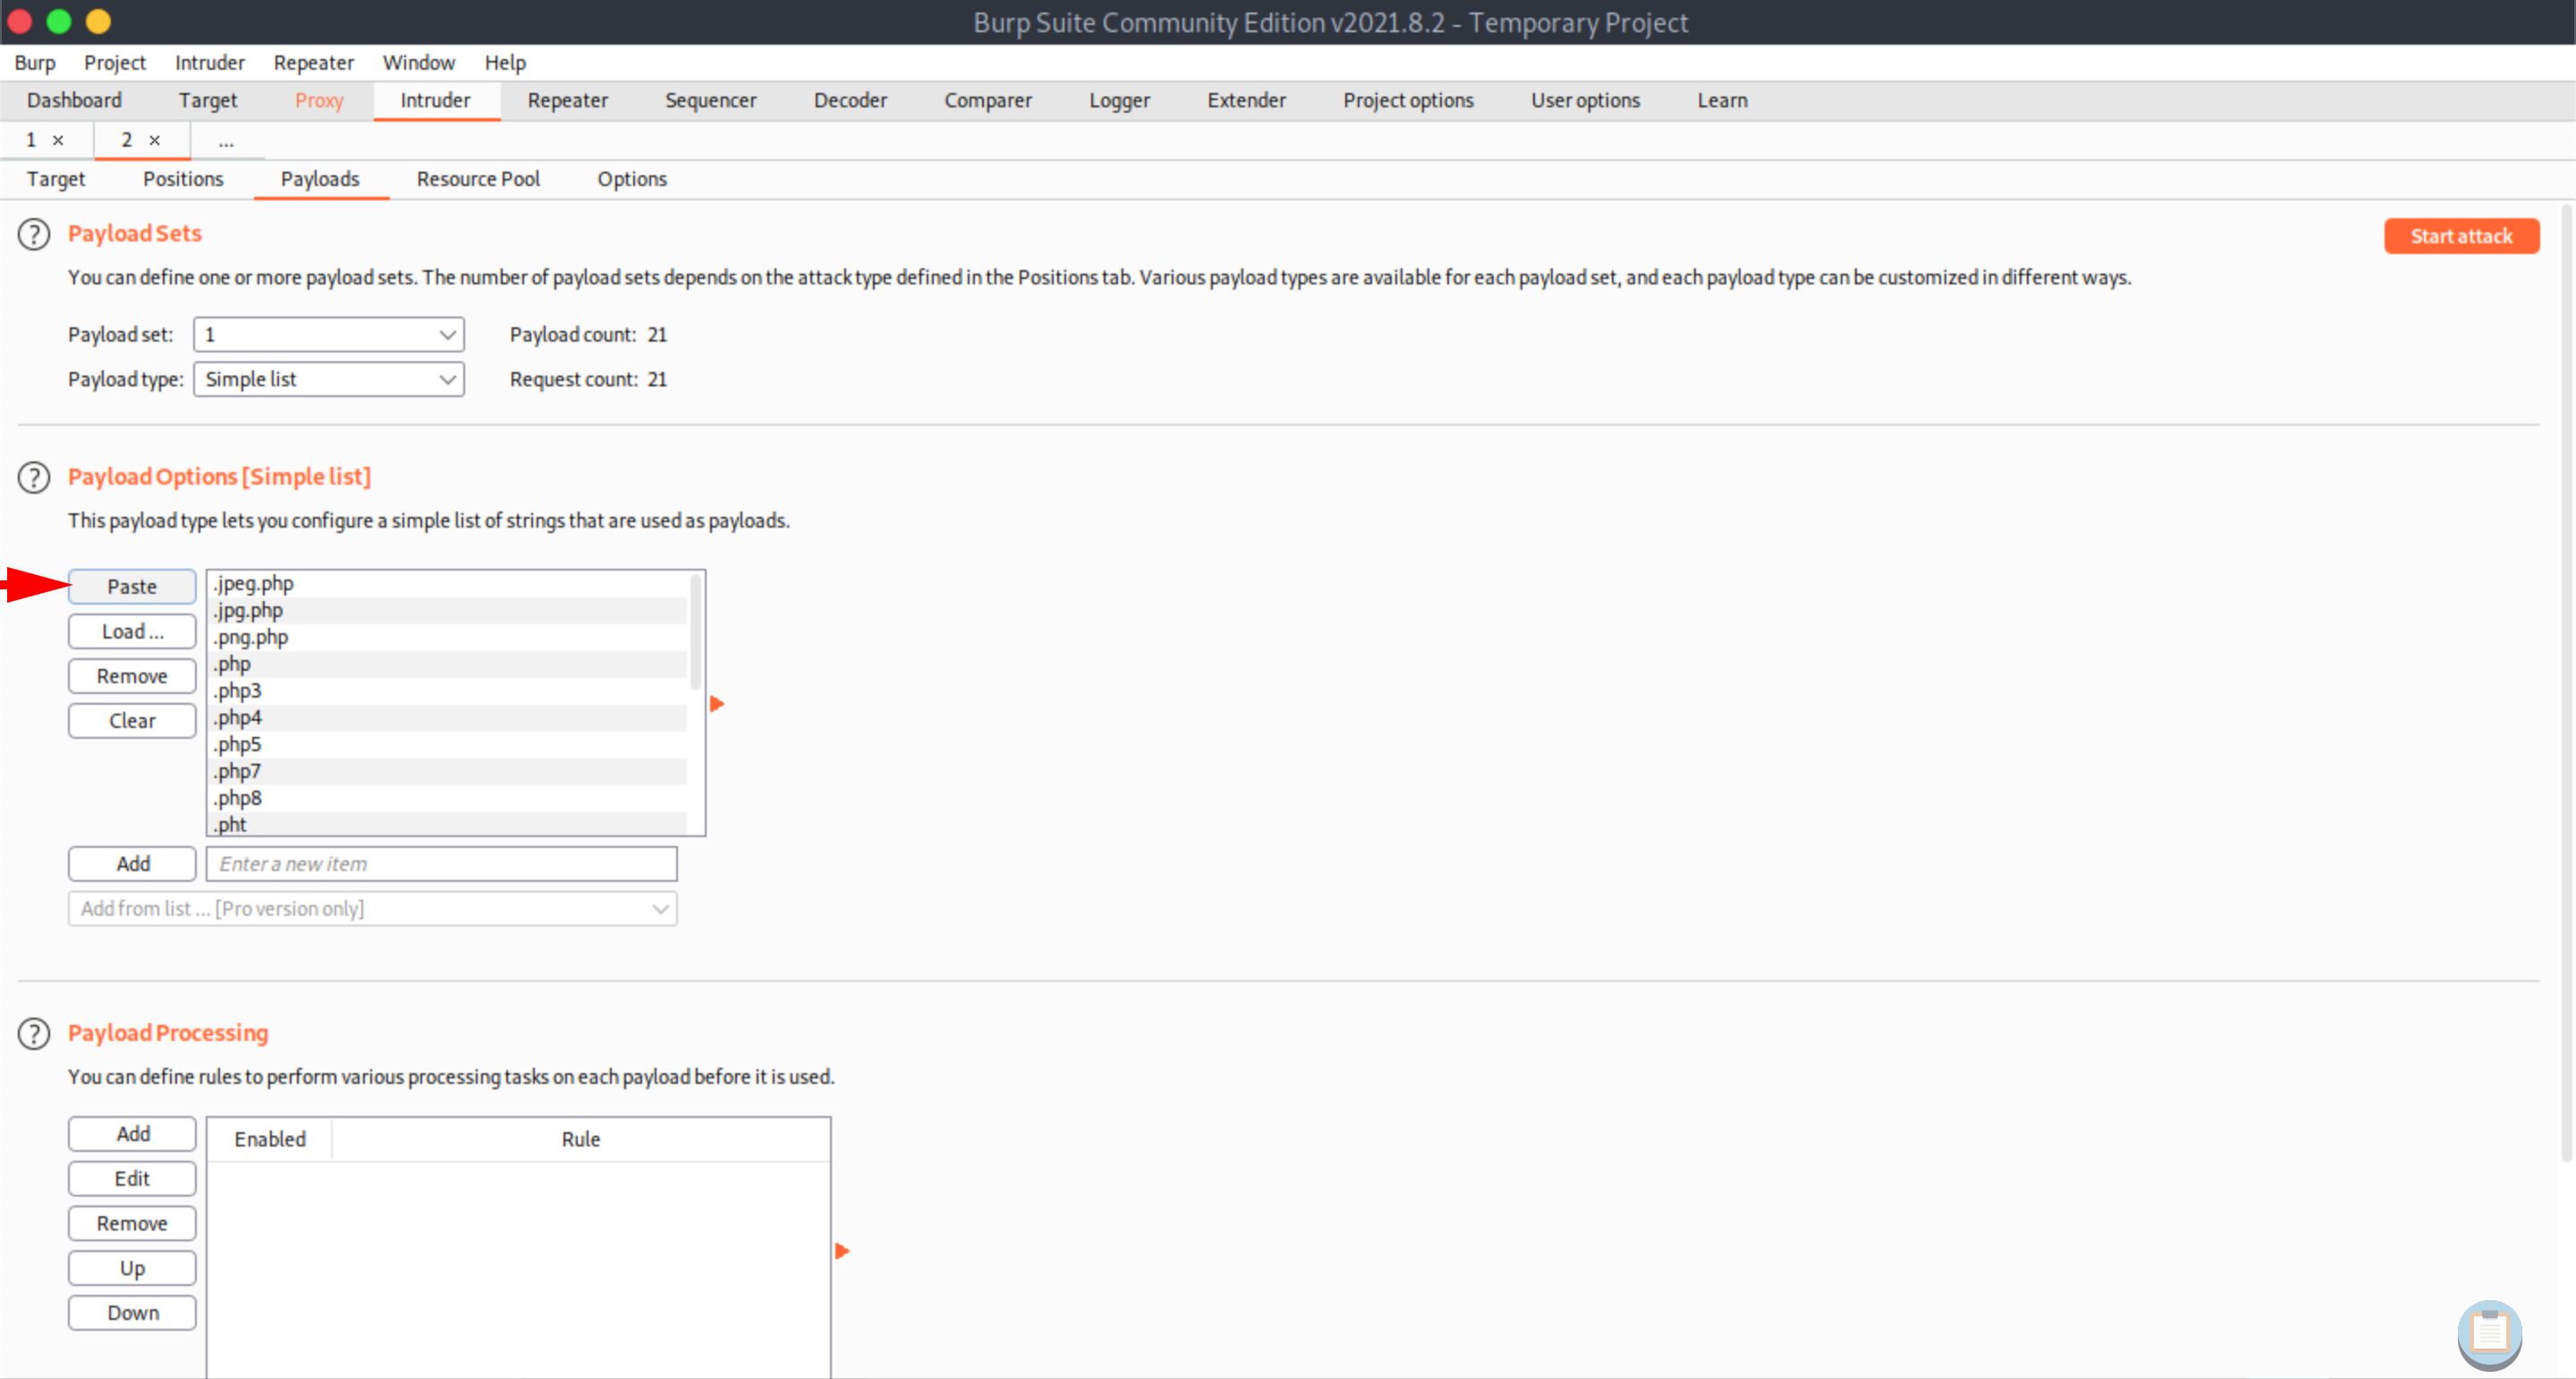 Burp Suite Community Edition v2021.8.2 - Temporary Project
Burp Project Intruder Repeater Window Help
Dashboard Target Proxy Intruder Repeater Sequencer Decoder Comparer Logger Extender Project options User options Learn
1 × 2 × ...
Target Positions Payloads Resource Pool Options
? Payload Sets Start attack
You can define one or more payload sets. The number of payload sets depends on the attack type defined in the Positions tab. Various payload types are available for each payload set, and each payload type can be customized in different ways.
Payload set: 1 Payload count: 21
Payload type: Simple list Request count: 21
? Payload Options [Simple list]
This payload type lets you configure a simple list of strings that are used as payloads.
Paste .jpeg.php
.jpg.php
Load ... .png.php
.php
Remove .php3
.php4
Clear .php5
.php7
.php8
.pht
Add Enter a new item
Add from list ... [Pro version only]
? Payload Processing
You can define rules to perform various processing tasks on each payload before it is used.
Add Enabled Rule
Edit
Remove
Up
Down